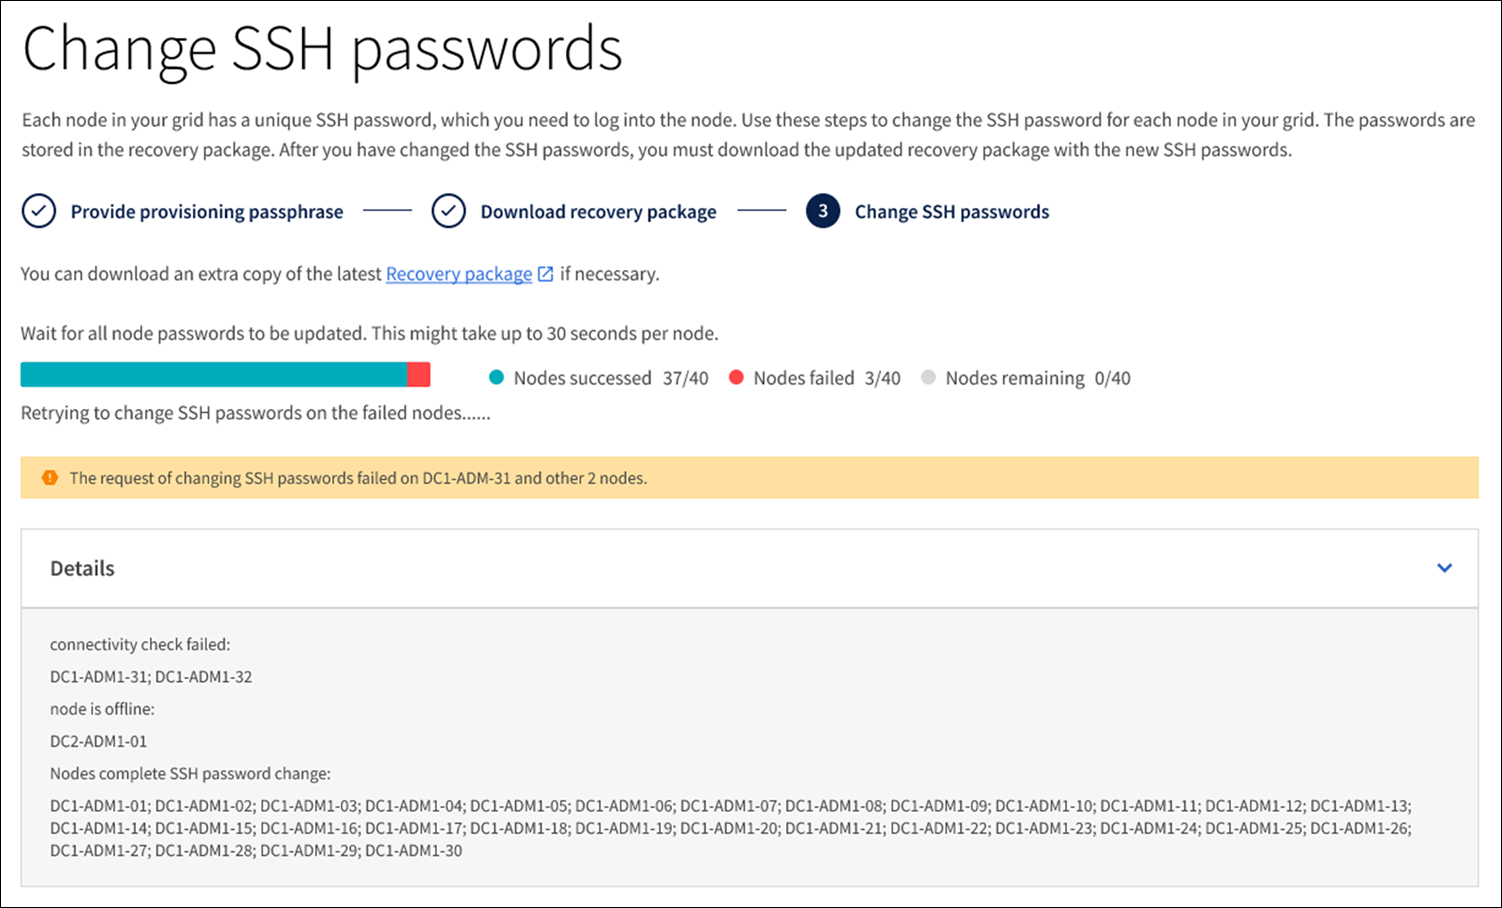 Change SSH passwords
Each node in your grid has a unique SSH password, which you need to log into the node. Use these steps to change the SSH password for each node in your grid. The passwords are
stored in the recovery package. After you have changed the SSH passwords, you must download the updated recovery package with the new SSH passwords.
Provide provisioning passphrase Download recovery package 3 Change SSH passwords
You can download an extra copy of the latest Recovery package if necessary.
Wait for all node passwords to be updated. This might take up to 30 seconds per node.
Nodes successed 37/40 Nodes failed 3/40 Nodes remaining 0/40
Retrying to change SSH passwords on the failed nodes......
The request of changing SSH passwords failed on DC1-ADM-31 and other 2 nodes.
Details
connectivity check failed:
DC1-ADM1-31; DC1-ADM1-32
node is offline:
DC2-ADM1-01
Nodes complete SSH password change:
DC1-ADM1-01; DC1-ADM1-02; DC1-ADM1-03; DC1-ADM1-04; DC1-ADM1-05; DC1-ADM1-06; DC1-ADM1-07; DC1-ADM1-08; DC1-ADM1-09; DC1-ADM1-10; DC1-ADM1-11; DC1-ADM1-12; DC1-ADM1-13;
DC1-ADM1-14; DC1-ADM1-15; DC1-ADM1-16; DC1-ADM1-17; DC1-ADM1-18; DC1-ADM1-19; DC1-ADM1-20; DC1-ADM1-21; DC1-ADM1-22; DC1-ADM1-23; DC1-ADM1-24; DC1-ADM1-25; DC1-ADM1-26;
DC1-ADM1-27; DC1-ADM1-28; DC1-ADM1-29; DC1-ADM1-30